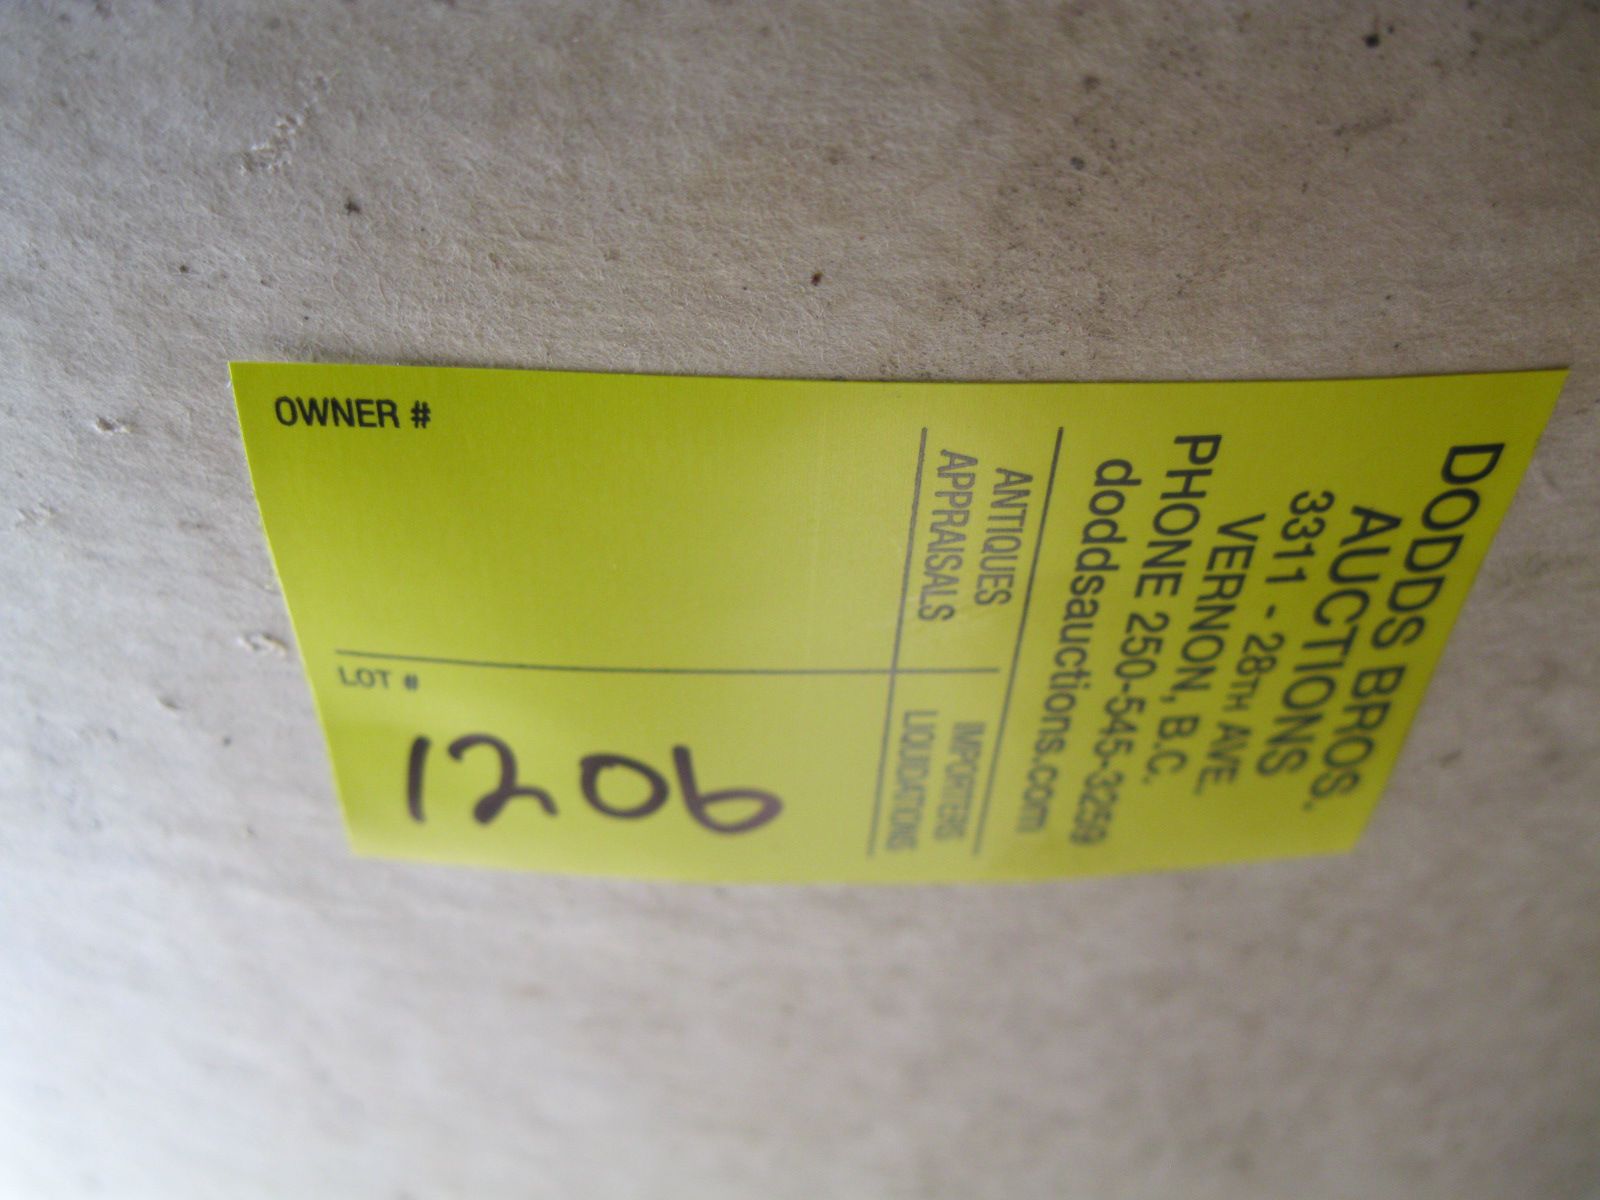 DODDS BROS.
AUCTIONS
3311 - 28TH AVE.
VERNON, B.C.
PHONE 250-545-3259
doddsauctions.com
ANTIQUES
APPRAISALS
IMPORTERS
LIQUIDATIONS
OWNER #
LOT #
1206